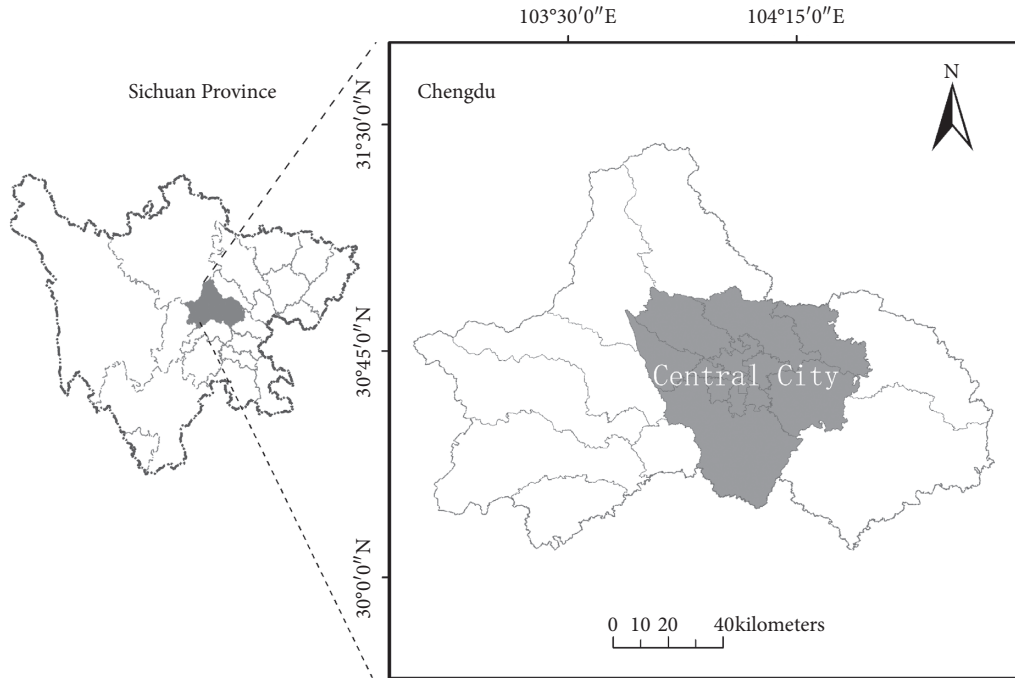 103°30′0″E 104°15′0″E
Sichuan Province
Chengdu
N
31°30′0″N
30°45′0″N
30°0′0″N
Central City
0 10 20 40kilometers